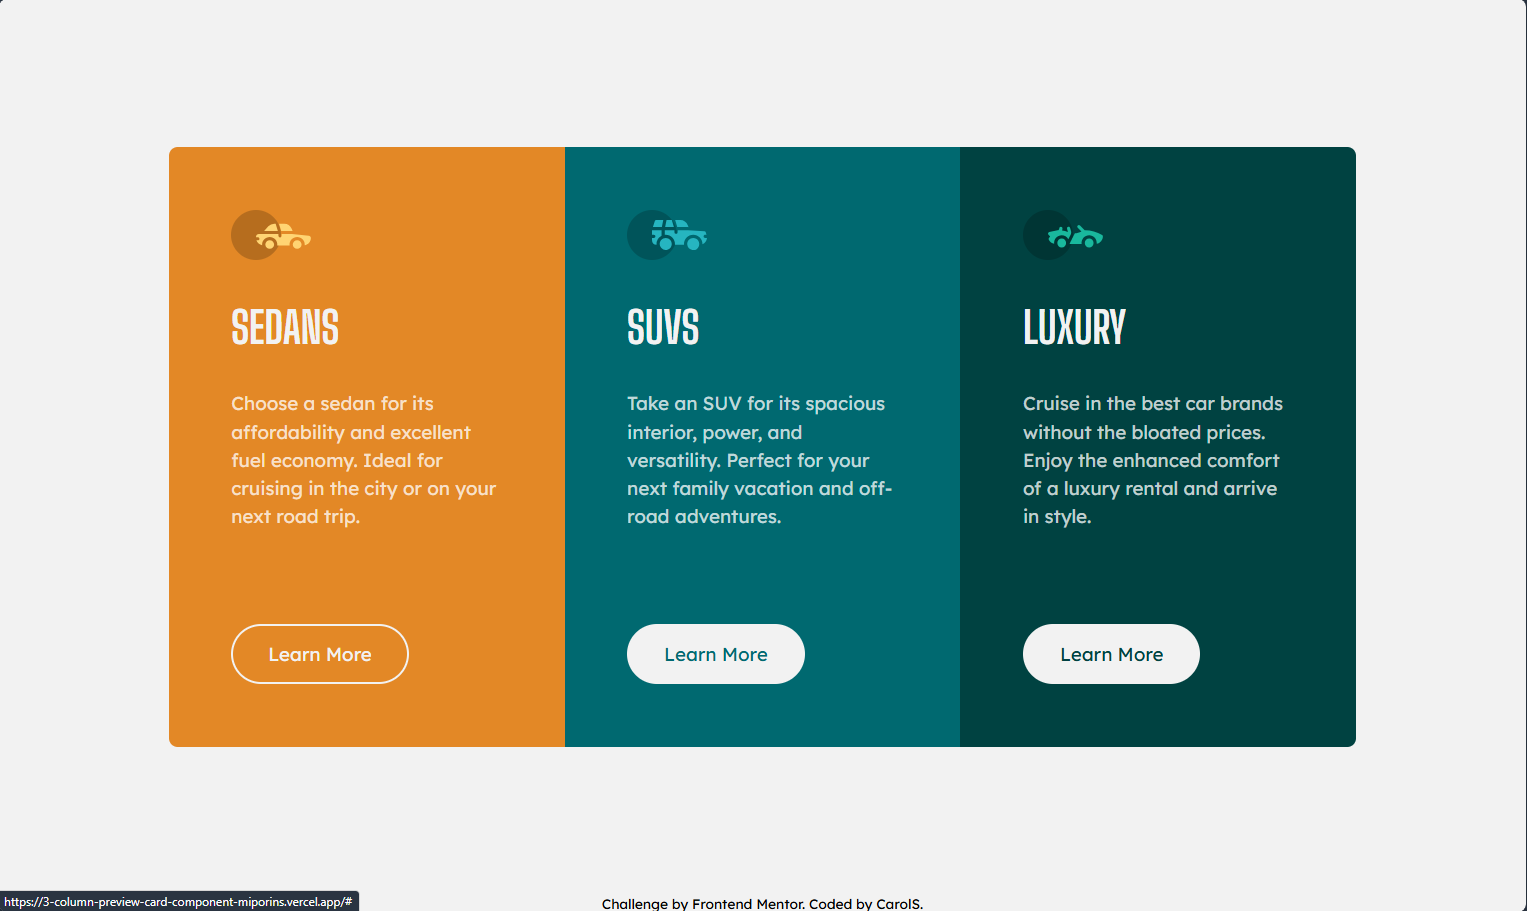 SEDANS
Choose a sedan for its
affordability and excellent
fuel economy. Ideal for
cruising in the city or on your
next road trip.
Learn More
SUVS
Take an SUV for its spacious
interior, power, and
versatility. Perfect for your
next family vacation and off-
road adventures.
Learn More
LUXURY
Cruise in the best car brands
without the bloated prices.
Enjoy the enhanced comfort
of a luxury rental and arrive
in style.
Learn More
https://3-column-preview-card-component-miporins.vercel.app/#
Challenge by Frontend Mentor. Coded by CarolS.